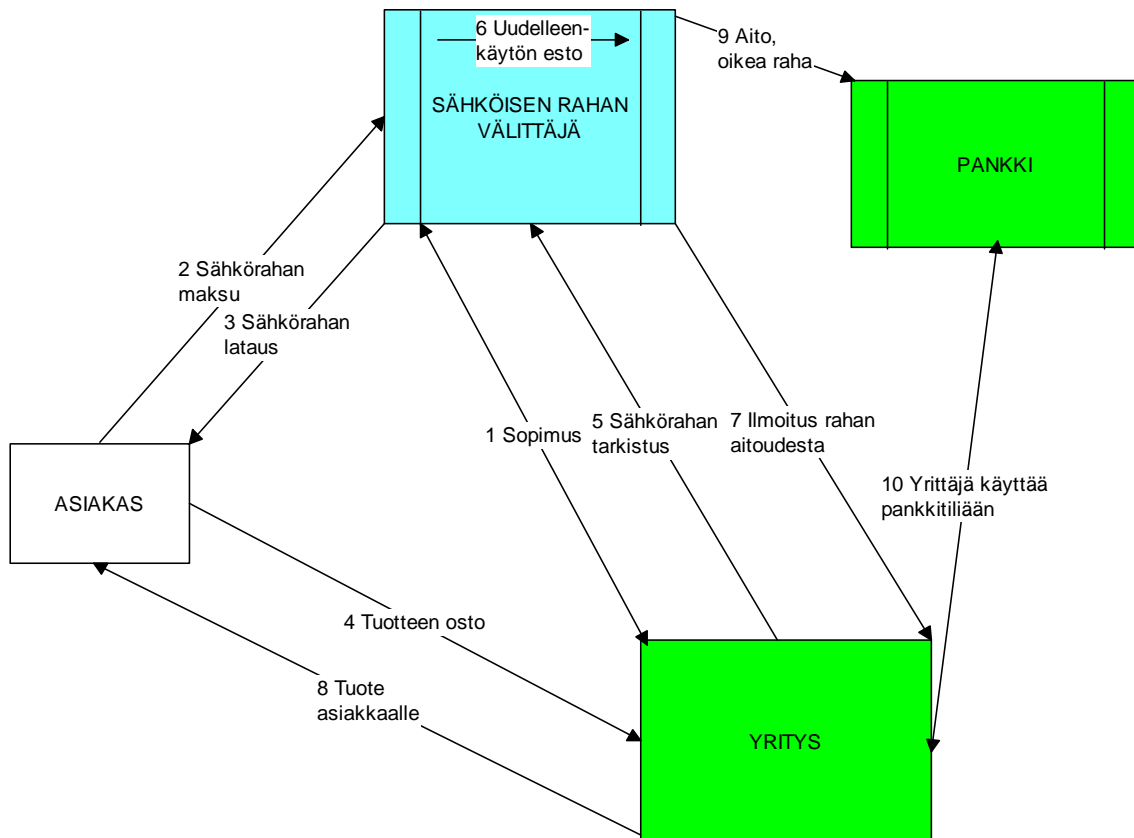 6 Uudelleen-
käytön esto
9 Aito,
oikea raha
SÄHKÖISEN RAHAN
VÄLITTÄJÄ
PANKKI
2 Sähkörahan
maksu
3 Sähkörahan
lataus
1 Sopimus
5 Sähkörahan
tarkistus
7 Ilmoitus rahan
aitoudesta
10 Yrittäjä käyttää
pankkitiliään
ASIAKAS
4 Tuotteen osto
8 Tuote
asiakkaalle
YRITYS